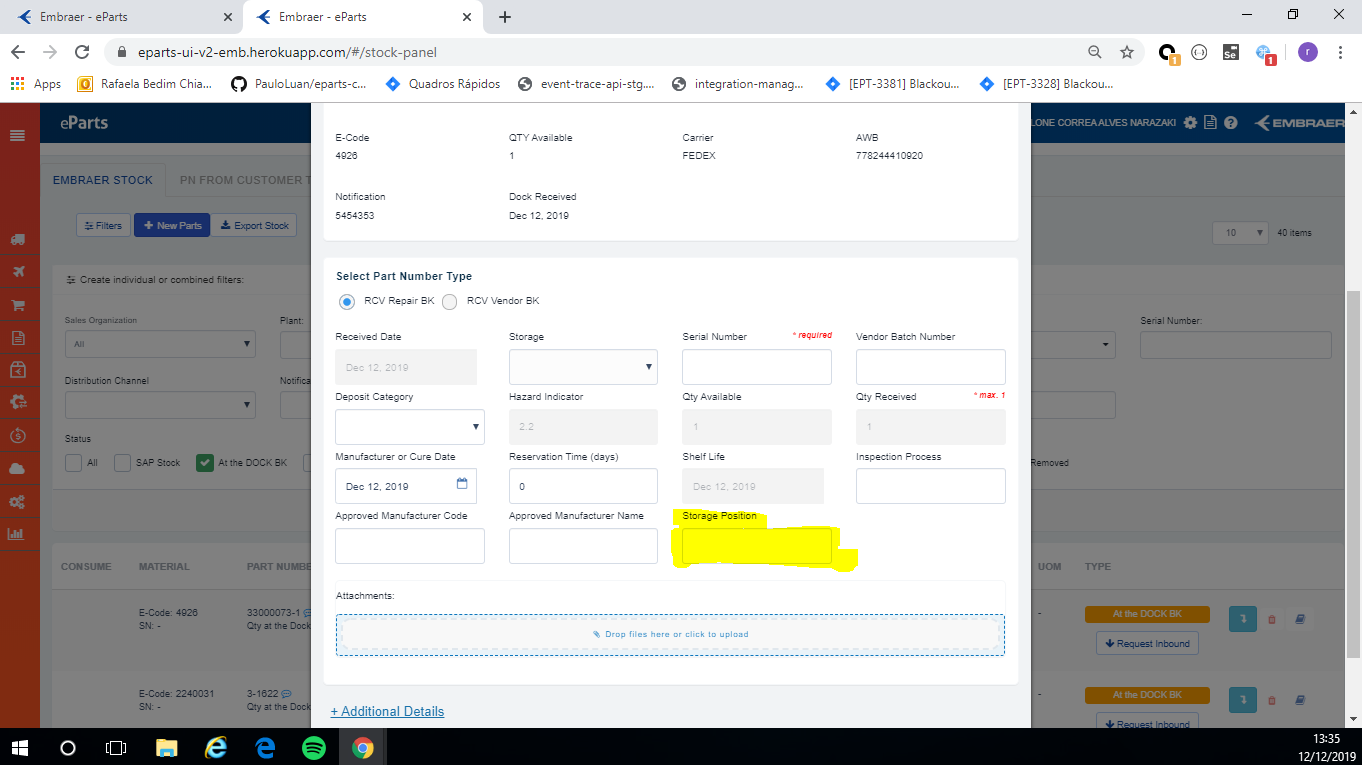 Embraer - eParts
Embraer - eParts
eparts-ui-v2-emb.herokuapp.com/#/stock-panel
1
Se
1
r
Apps
Rafaela Bedim Chia...
PauloLuan/eparts-c...
Quadros Rápidos
event-trace-api-stg....
integration-manag...
[EPT-3381] Blackou...
[EPT-3328] Blackou...
eParts
LONE CORREA ALVES NARAZAKI
EMBRAER
EMBRAER STOCK
PN FROM CUSTOMER T
Filters
New Parts
Export Stock
10
40 items
Create individual or combined filters:
Sales Organization
Plant:
Serial Number:
All
Distribution Channel
Notifica
Status
All
SAP Stock
At the DOCK BK
Removed
E-Code
QTY Available
Carrier
AWB
4926
1
FEDEX
778244410920
Notification
Dock Received
5454353
Dec 12, 2019
Select Part Number Type
RCV Repair BK
RCV Vendor BK
Received Date
Storage
Serial Number
* required
Vendor Batch Number
Dec 12, 2019
Deposit Category
Hazard Indicator
Qty Available
Qty Received
* max. 1
2.2
1
1
Manufacturer or Cure Date
Reservation Time (days)
Shelf Life
Inspection Process
Dec 12, 2019
0
Dec 12, 2019
Approved Manufacturer Code
Approved Manufacturer Name
Storage Position
Attachments:
Drop files here or click to upload
+ Additional Details
CONSUME
MATERIAL
PART NUMBE
UOM
TYPE
E-Code: 4926
33000073-1
-
At the DOCK BK
SN: -
Qty at the Dock
Request Inbound
E-Code: 2240031
3-1622
-
At the DOCK BK
SN: -
Qty at the Dock
Request Inbound
13:35
12/12/2019